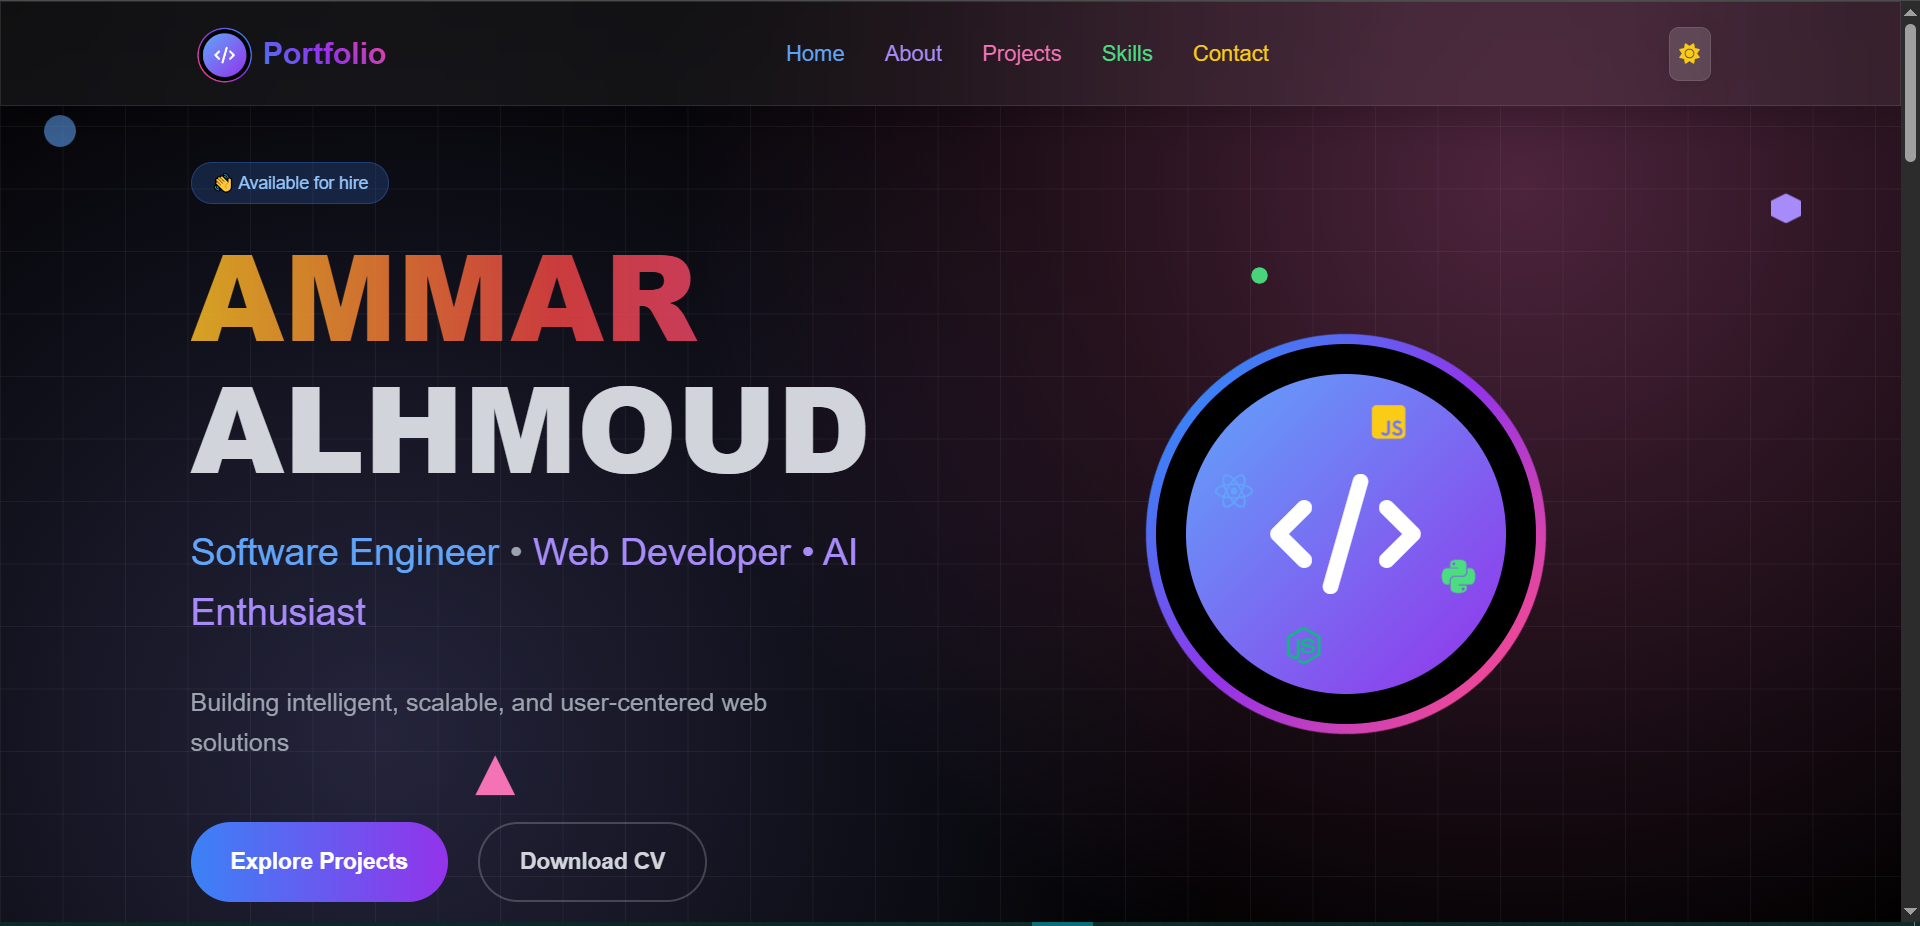 Portfolio
Home About Projects Skills Contact
👋 Available for hire
AMMAR
ALHMOUD
Software Engineer • Web Developer • AI
Enthusiast
Building intelligent, scalable, and user-centered web
solutions
Explore Projects Download CV
JS
</>
JS